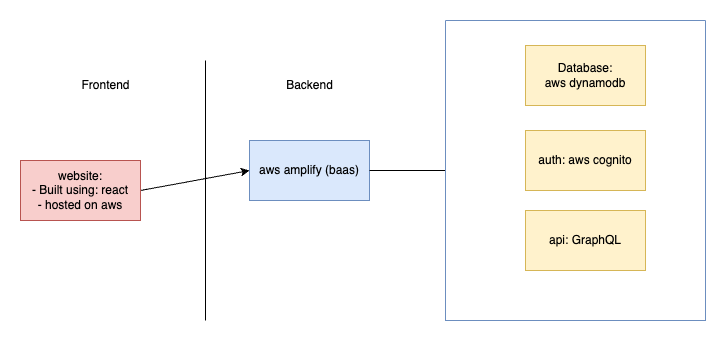 Frontend
Backend
website:
- Built using: react
- hosted on aws
aws amplify (baas)
Database:
aws dynamodb
auth: aws cognito
api: GraphQL